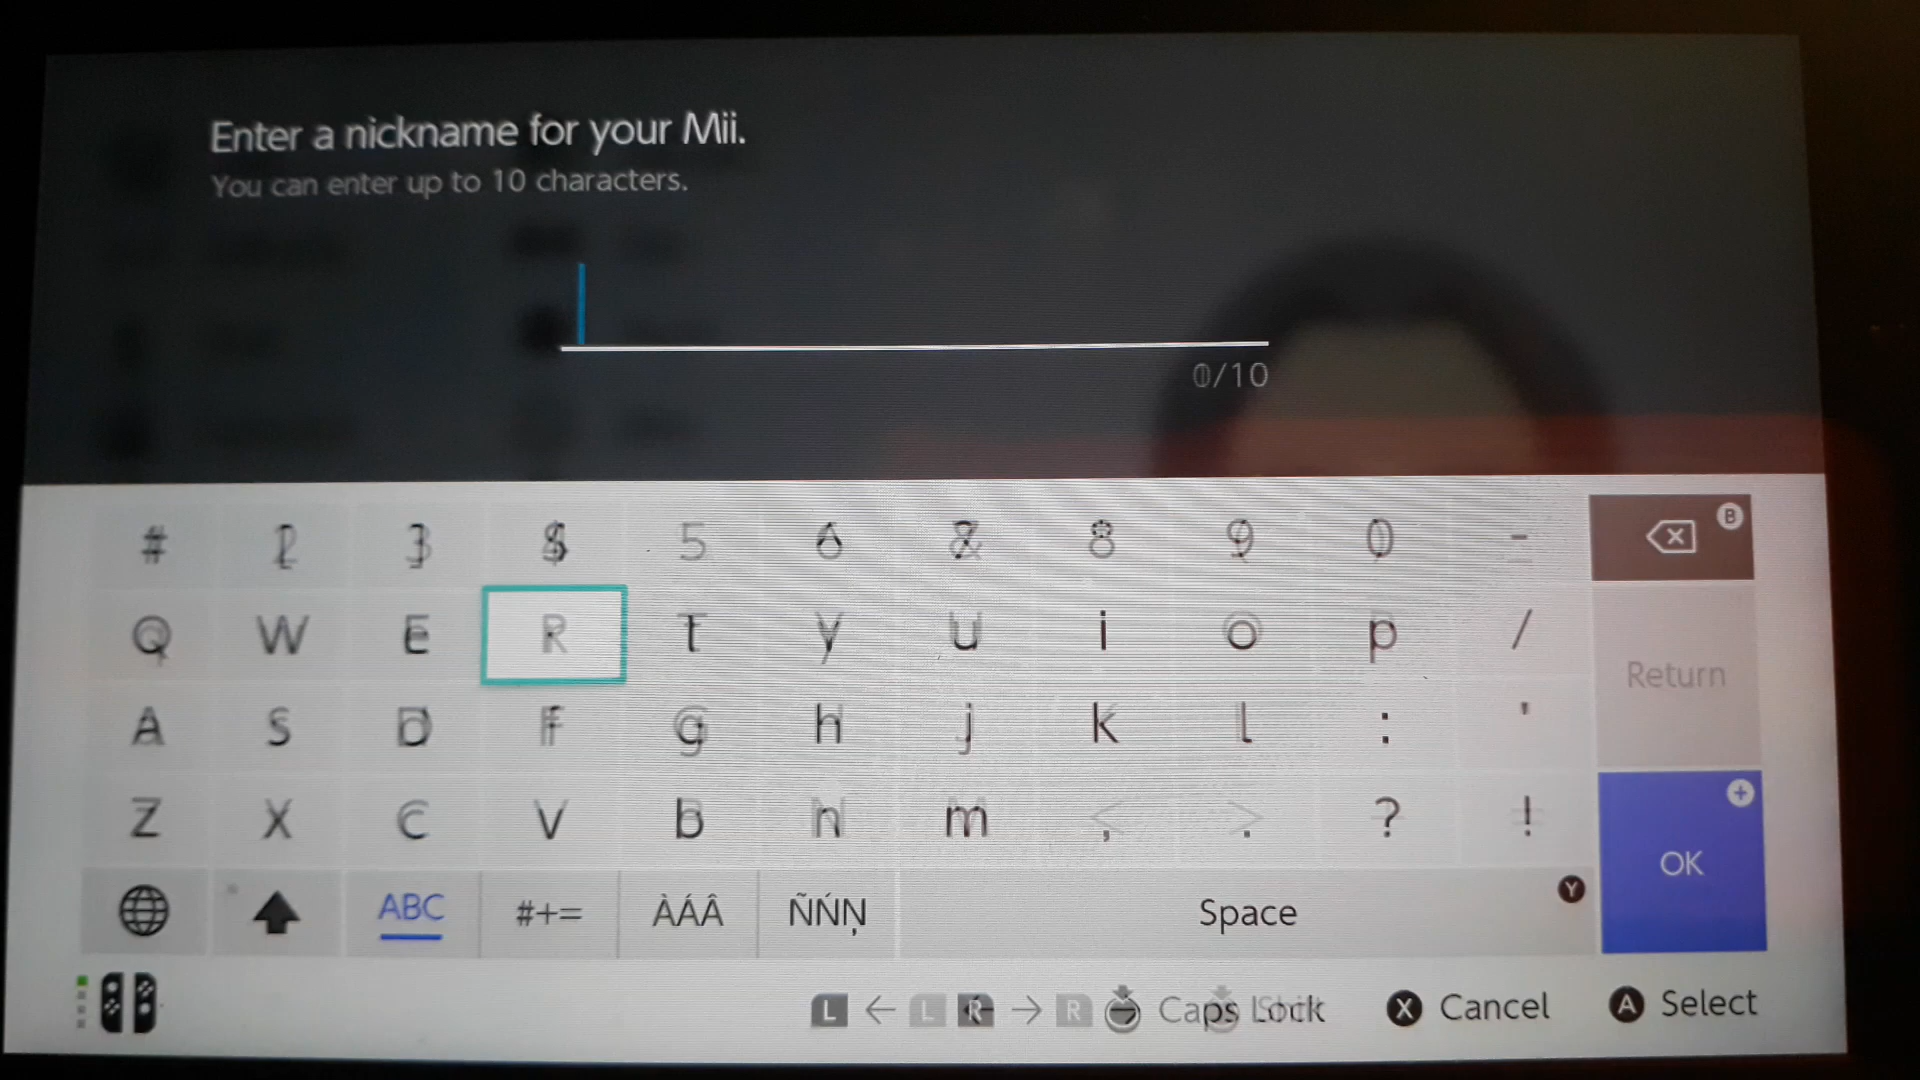 Enter a nickname for your Mii.
You can enter up to 10 characters.
0/10
# 2 3 $ 5 6 & 8 9 0 - B
Q W E R T y u i o p /
Return
A S D F g h j k l : '
Z X C V b n m , . ? ! +
OK
ABC #+= ÀÁÂ ÑŃŅ Space Y
L ← L R → R Caps Lock X Cancel A Select